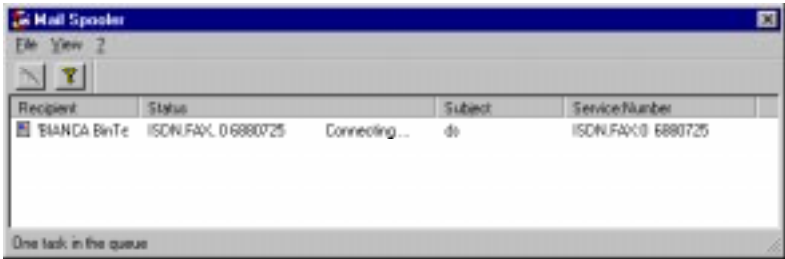 Mail Spooler
File View ?
Recipient Status Subject Service:Number
'BIANCA BinTe ISDN,FAX, 0 6880725 Connecting... do ISDN,FAX:0 6880725
One task in the queue